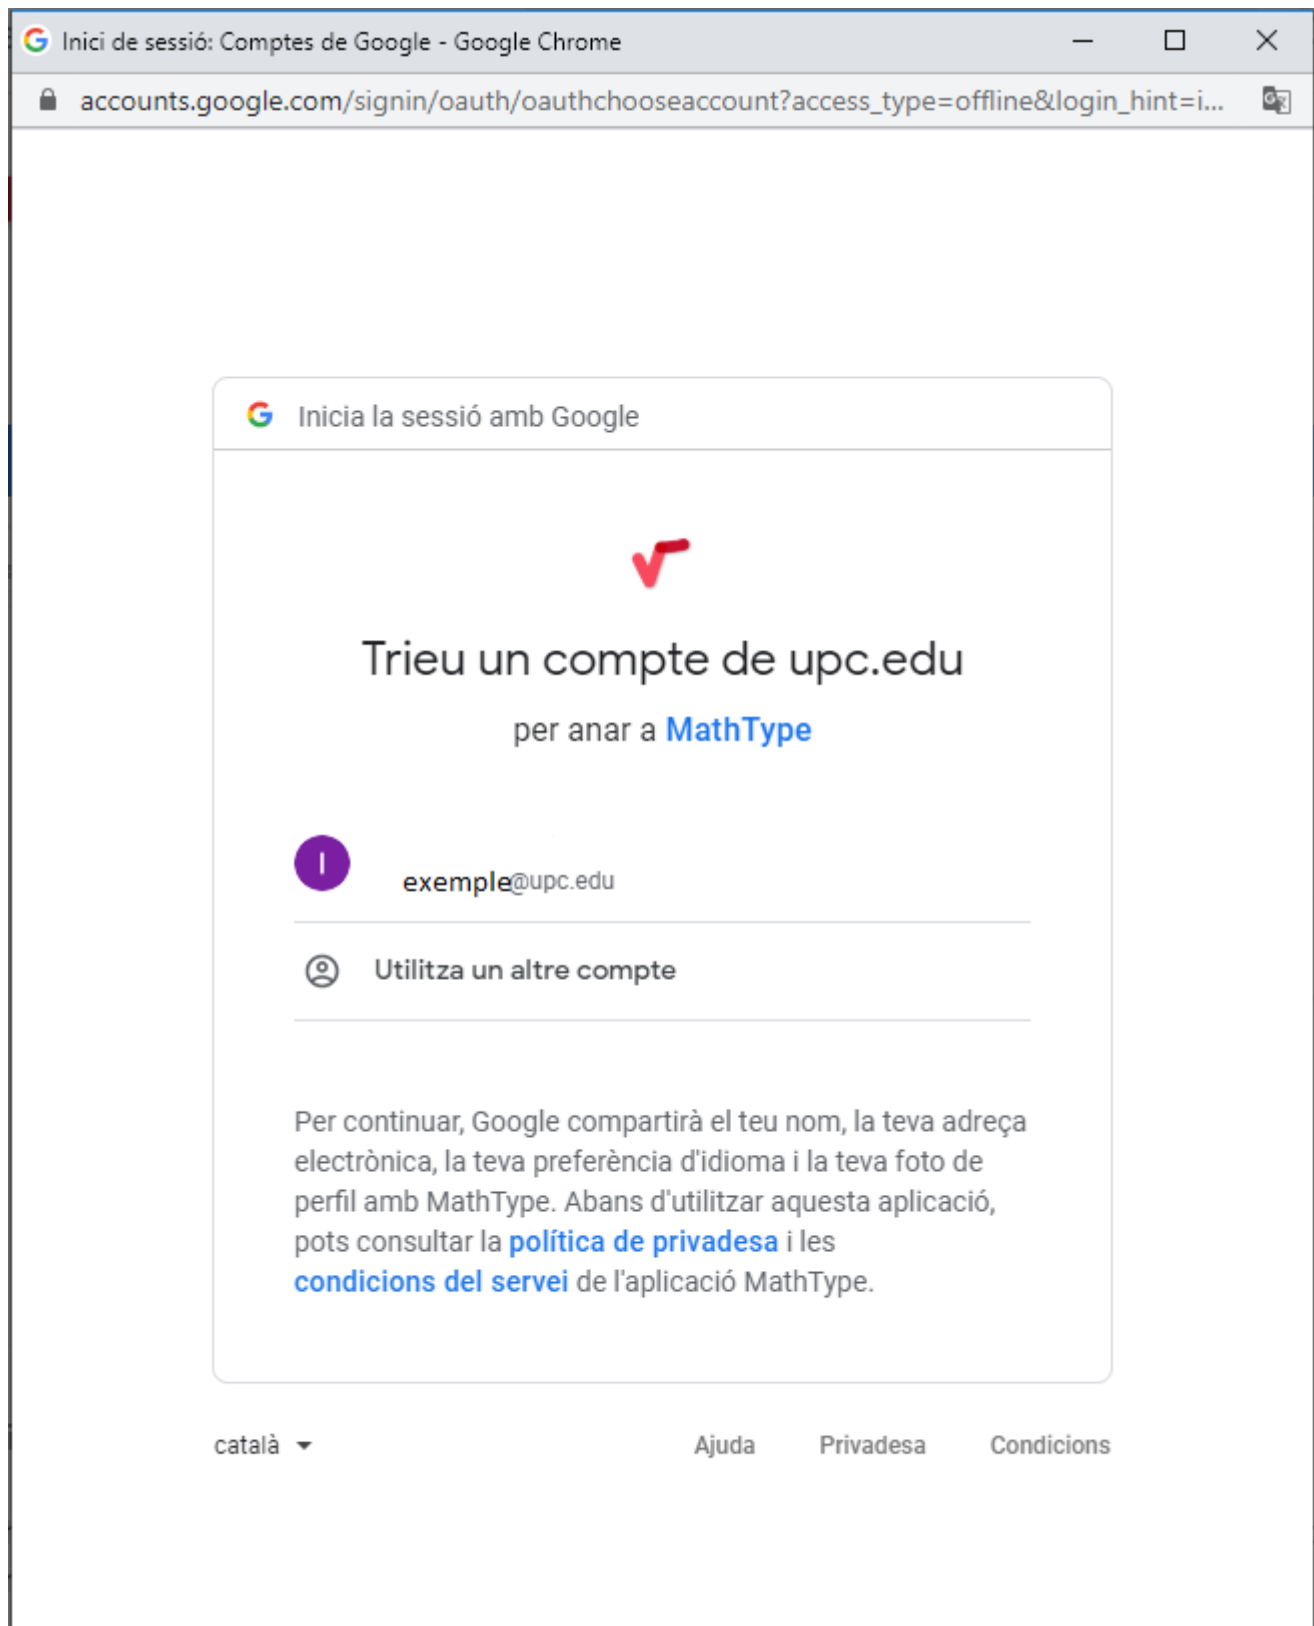 Inici de sessió: Comptes de Google - Google Chrome
accounts.google.com/signin/oauth/oauthchooseaccount?access_type=offline&login_hint=i...
Inicia la sessió amb Google
Trieu un compte de upc.edu
per anar a MathType
I
exemple@upc.edu
Utilitza un altre compte
Per continuar, Google compartirà el teu nom, la teva adreça
electrònica, la teva preferència d'idioma i la teva foto de
perfil amb MathType. Abans d'utilitzar aquesta aplicació,
pots consultar la política de privadesa i les
condicions del servei de l'aplicació MathType.
català Ajuda Privadesa Condicions